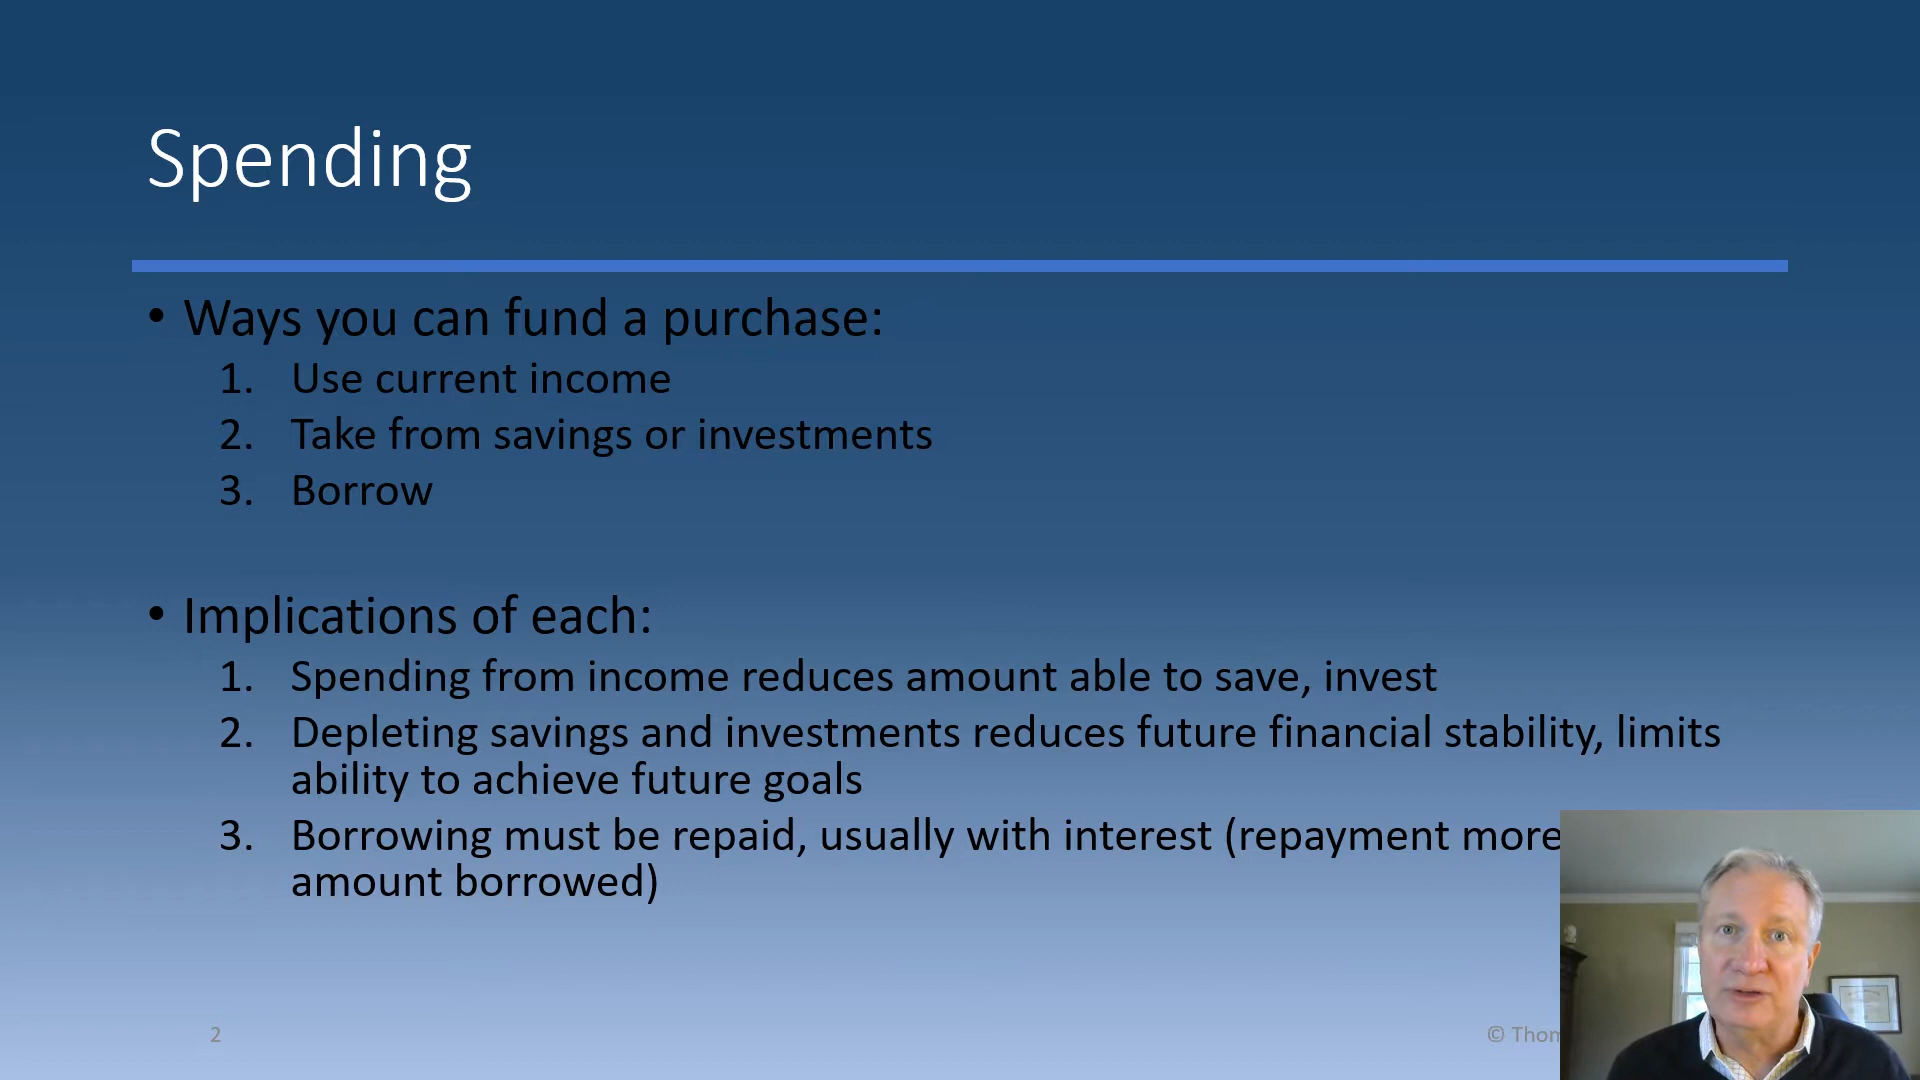 Spending
• Ways you can fund a purchase:
1. Use current income
2. Take from savings or investments
3. Borrow
• Implications of each:
1. Spending from income reduces amount able to save, invest
2. Depleting savings and investments reduces future financial stability, limits
ability to achieve future goals
3. Borrowing must be repaid, usually with interest (repayment more
amount borrowed)
2
©